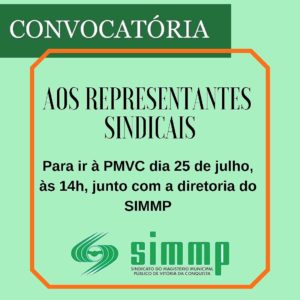 CONVOCATÓRIA
AOS REPRESENTANTES
SINDICAIS
Para ir à PMVC dia 25 de julho,
às 14h, junto com a diretoria do
SIMMP
simmp
SINDICATO DO MAGISTÉRIO MUNICIPAL
PÚBLICO DE VITÓRIA DA CONQUISTA